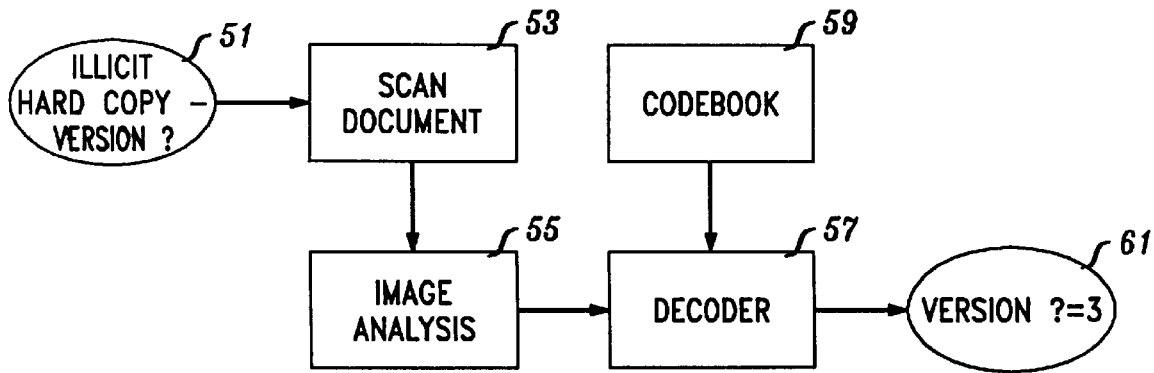 51
ILLICIT
HARD COPY –
VERSION ?
53
SCAN
DOCUMENT
59
CODEBOOK
55
IMAGE
ANALYSIS
57
DECODER
61
VERSION ?=3